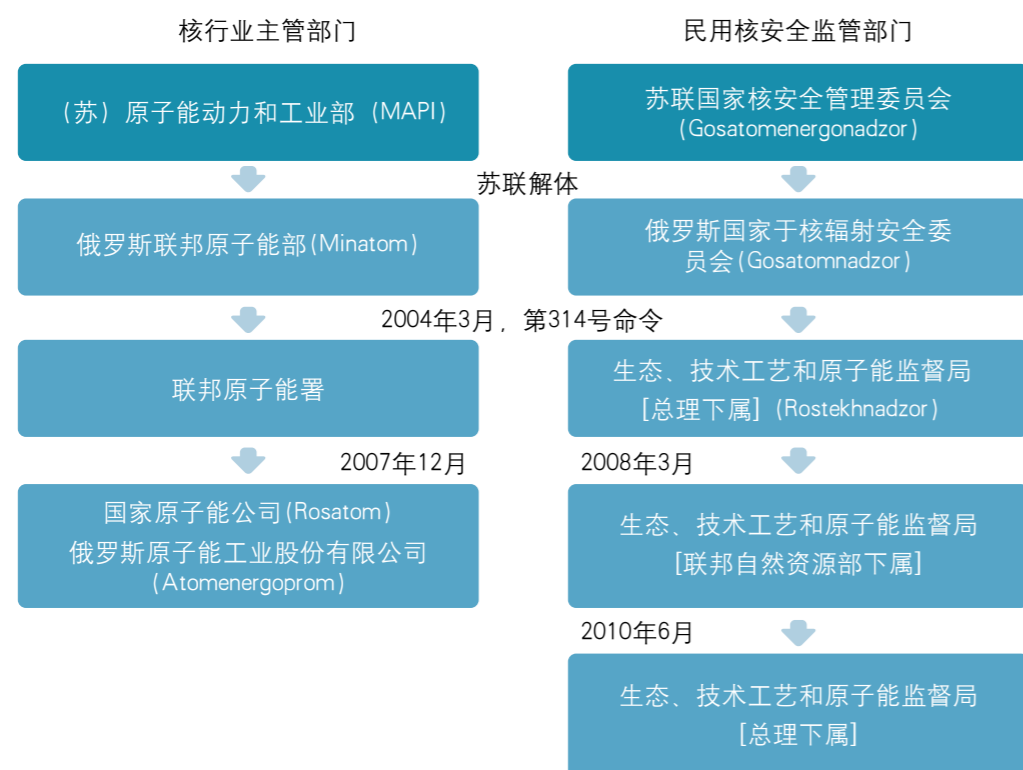 核行业主管部门
民用核安全监管部门
（苏）原子能动力和工业部（MAPI）
苏联国家核安全管理委员会
(Gosatomenergonadzor)
苏联解体
俄罗斯联邦原子能部(Minatom)
俄罗斯国家于核辐射安全委
员会(Gosatomnadzor)
2004年3月，第314号命令
联邦原子能署
生态、技术工艺和原子能监督局
[总理下属]（Rostekhnadzor）
2007年12月
2008年3月
国家原子能公司(Rosatom)
俄罗斯原子能工业股份有限公司
(Atomenergoprom)
生态、技术工艺和原子能监督局
[联邦自然资源部下属]
2010年6月
生态、技术工艺和原子能监督局
[总理下属]